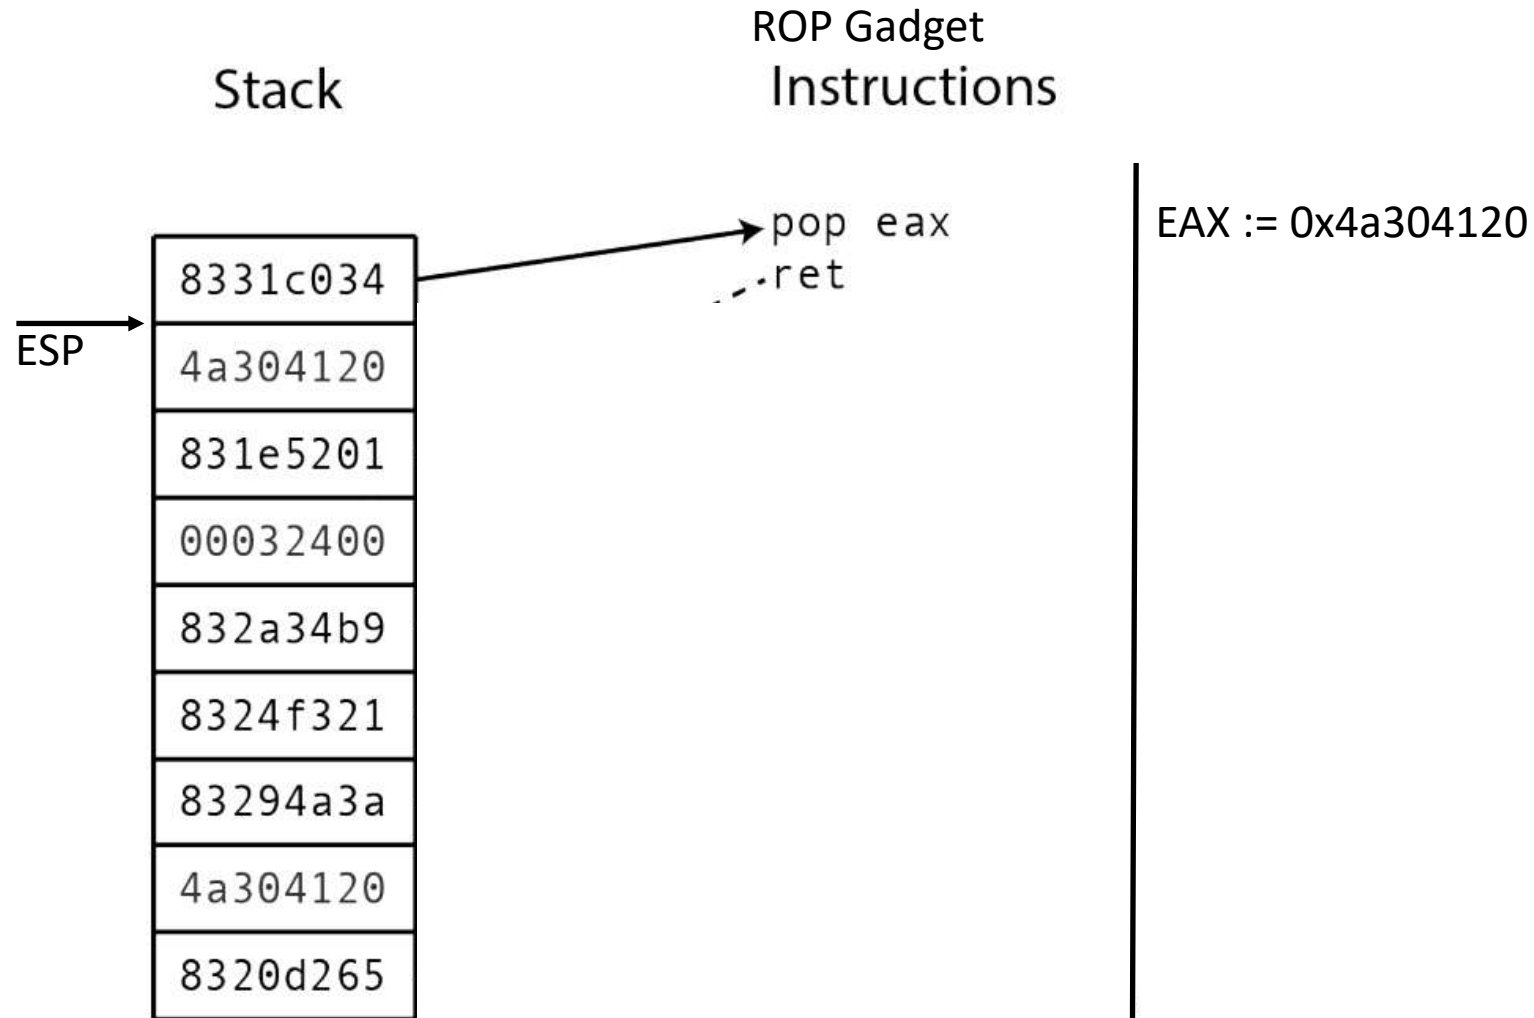 ROP Gadget
Stack
Instructions
pop eax
EAX := 0x4a304120
ret
8331c034
ESP
4a304120
831e5201
00032400
832a34b9
8324f321
83294a3a
4a304120
8320d265